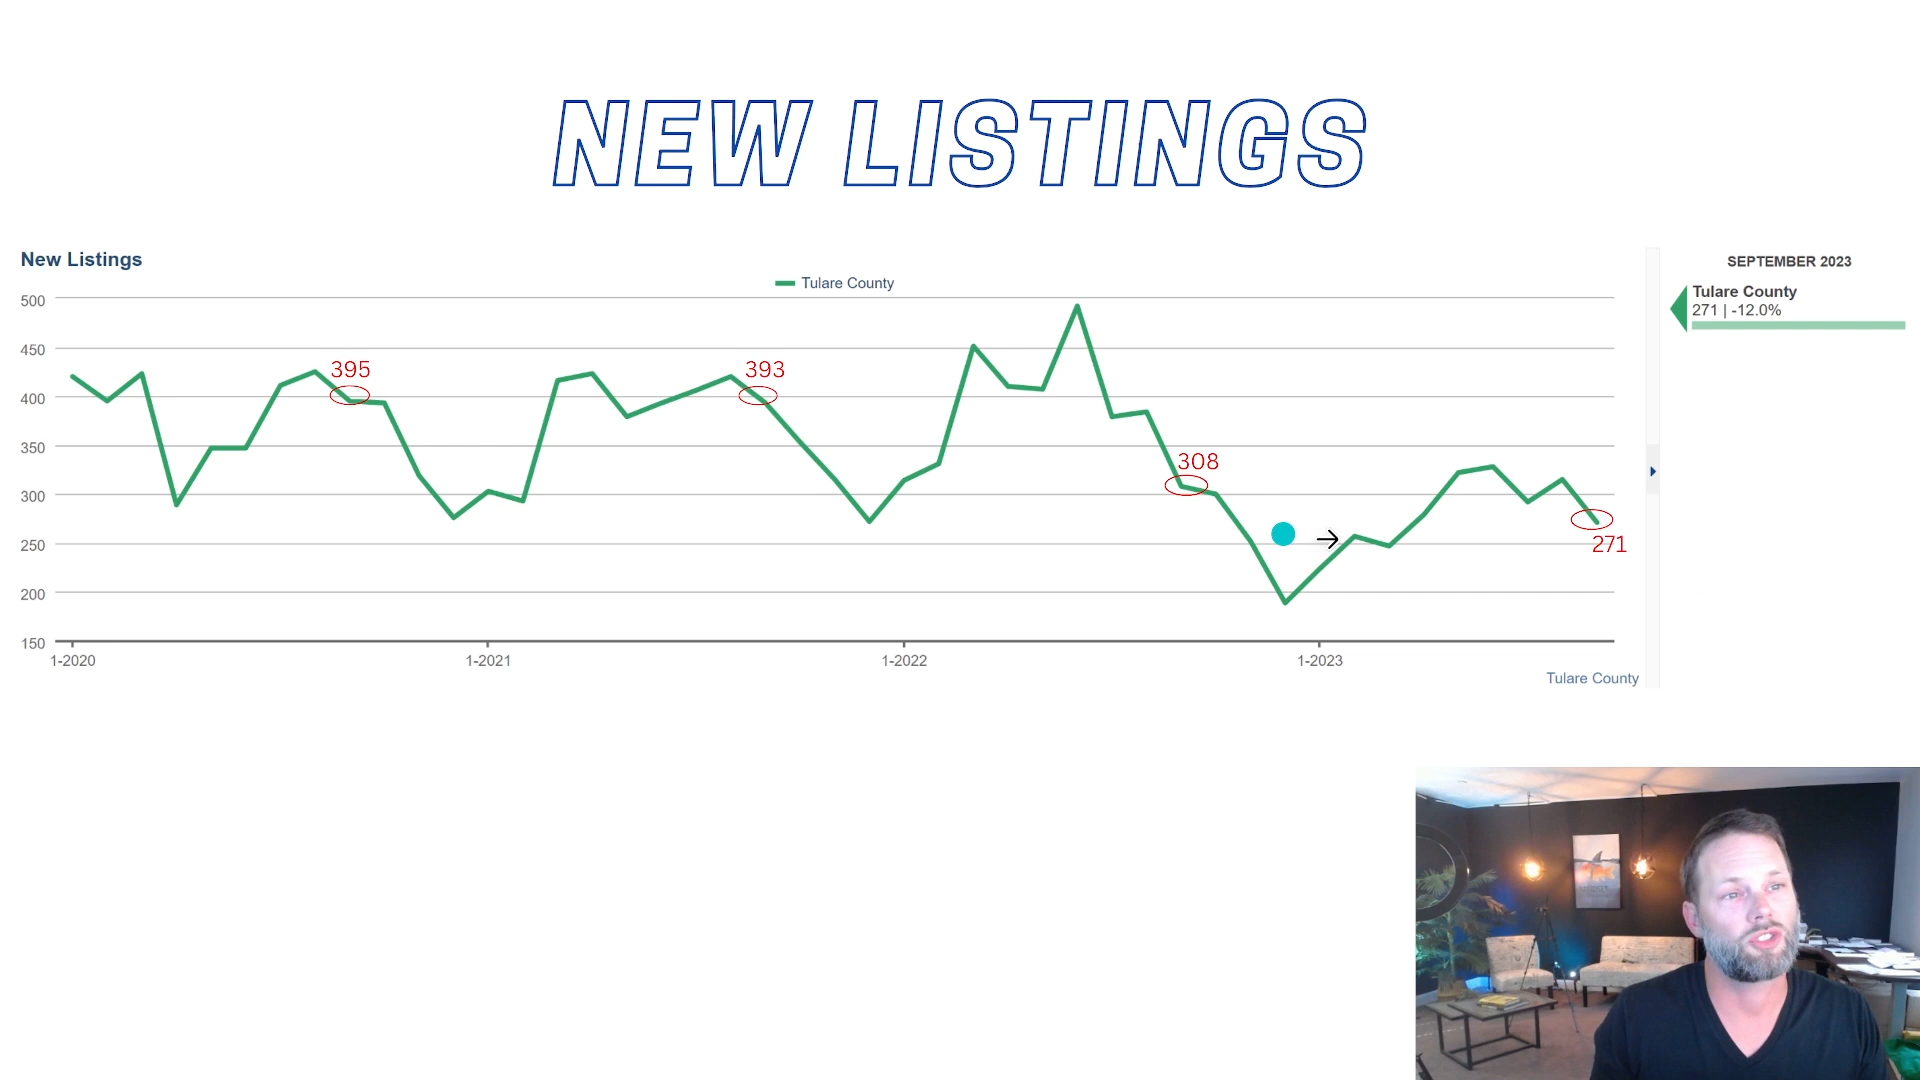 NEW LISTINGS
New Listings
Tulare County
500
450
400
350
300
250
200
150
395
393
308
271
1-2020
1-2021
1-2022
1-2023
Tulare County
SEPTEMBER 2023
Tulare County
271 | -12.0%